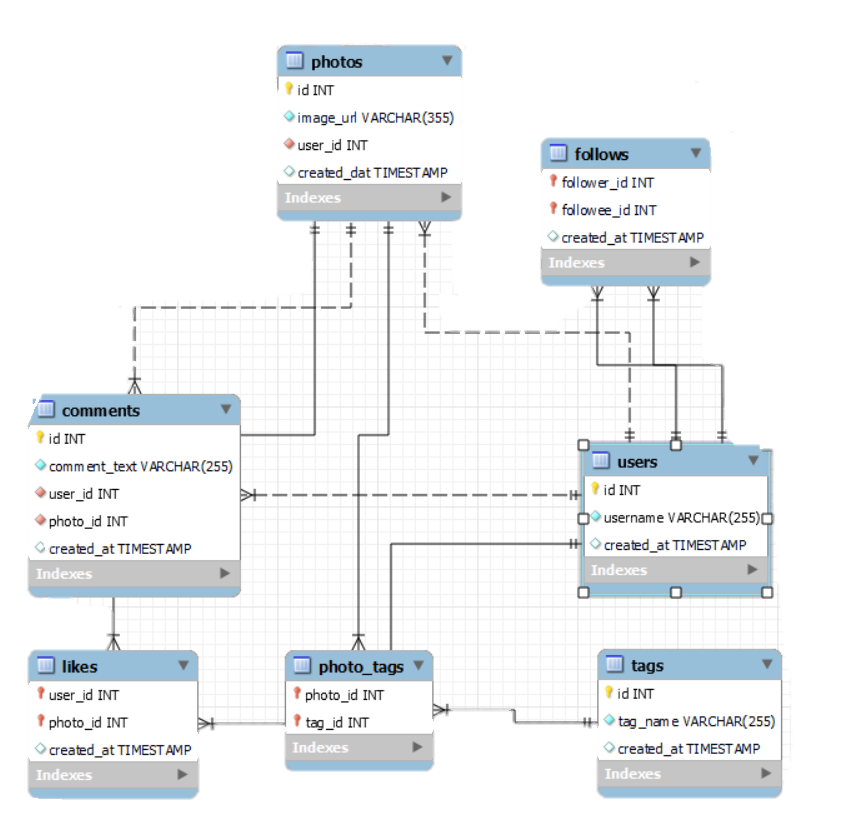 photos
id INT
image_url VARCHAR(355)
user_id INT
created_dat TIMESTAMP
Indexes
follows
follower_id INT
followee_id INT
created_at TIMESTAMP
Indexes
comments
id INT
comment_text VARCHAR(255)
user_id INT
photo_id INT
created_at TIMESTAMP
Indexes
users
id INT
username VARCHAR(255)
created_at TIMESTAMP
Indexes
likes
user_id INT
photo_id INT
created_at TIMESTAMP
Indexes
photo_tags
photo_id INT
tag_id INT
Indexes
tags
id INT
tag_name VARCHAR(255)
created_at TIMESTAMP
Indexes